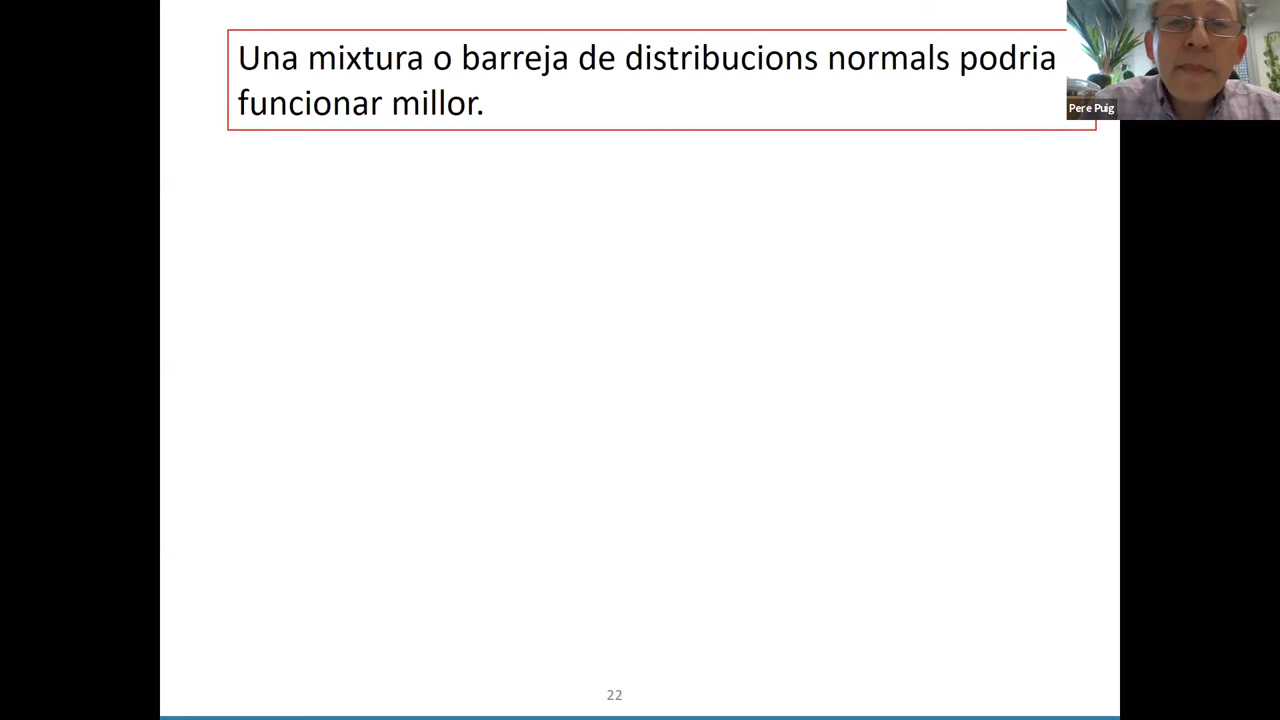 Una mixtura o barreja de distribucions normals podria
funcionar millor.
Pere Puig
22